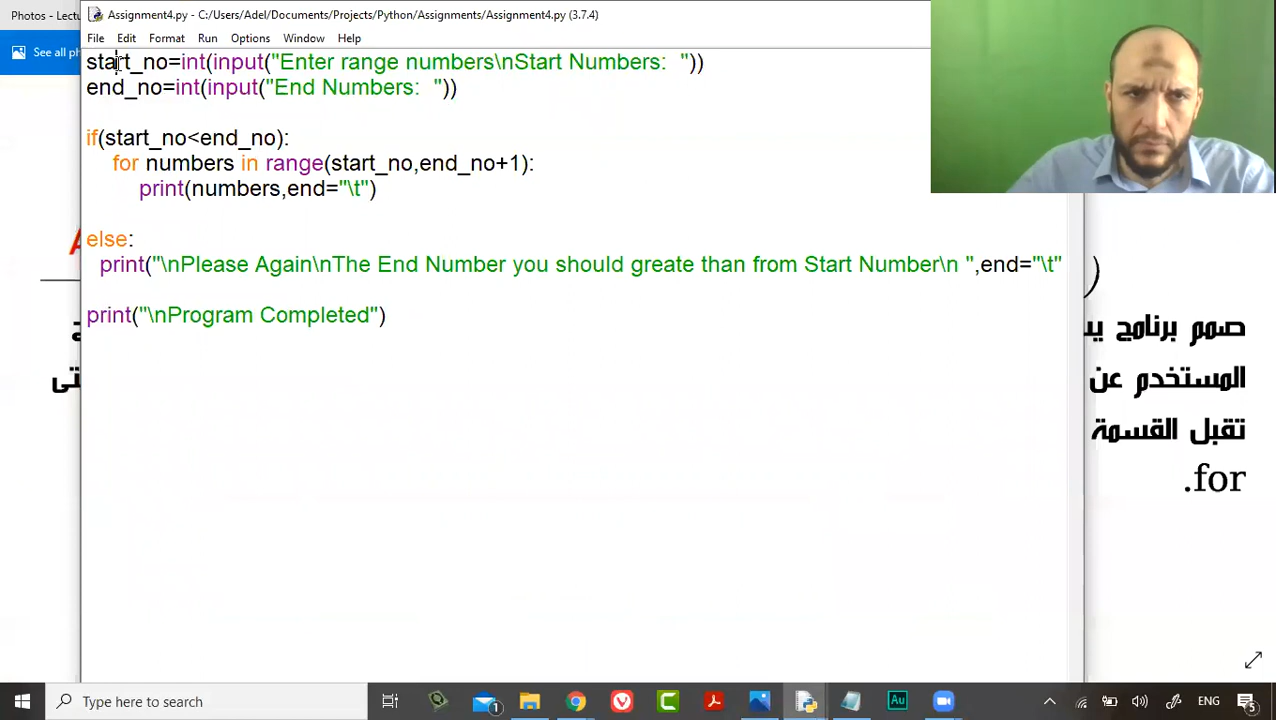 Photos - La
Assignment4.py - C:/Users/Adel/Documents/Projects/Python/Assignments/Assignment4.py (3.7.4)
See all ph
File Edit Format Run Options Window Help
start_no=int(input("Enter range numbers\nStart Numbers:  "))
end_no=int(input("End Numbers:  "))
if(start_no<end_no):
for numbers in range(start_no,end_no+1):
print(numbers,end="\t")
else:
print("\nPlease Again\nThe End Number you should greate than from Start Number\n ",end="\t"
print("\nProgram Completed")
(
صمم برنامج
المستخدم عن
تقبل القسمة
for.
Type here to search
1
Au
ENG
5